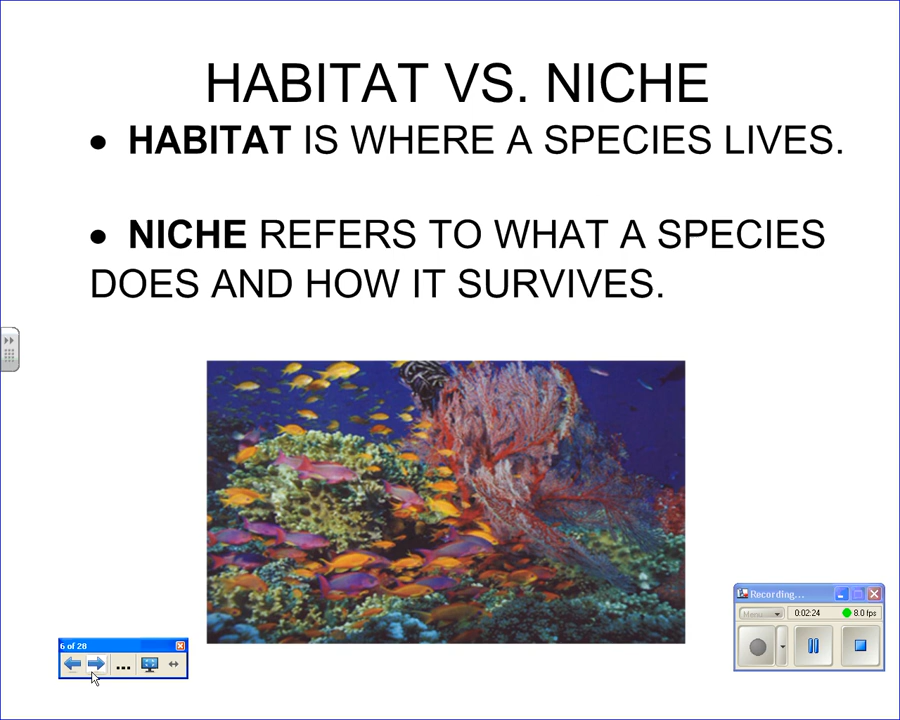 HABITAT VS. NICHE
• HABITAT IS WHERE A SPECIES LIVES.
• NICHE REFERS TO WHAT A SPECIES
DOES AND HOW IT SURVIVES.
Recording...
Menu 0:02:24 8.0 fps
6 of 28
...